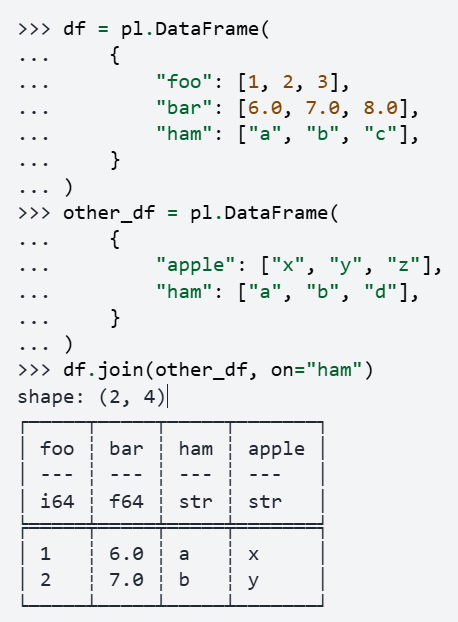 >>> df = pl.DataFrame(
...     {
...         "foo": [1, 2, 3],
...         "bar": [6.0, 7.0, 8.0],
...         "ham": ["a", "b", "c"],
...     }
... )
>>> other_df = pl.DataFrame(
...     {
...         "apple": ["x", "y", "z"],
...         "ham": ["a", "b", "d"],
...     }
... )
>>> df.join(other_df, on="ham")
shape: (2, 4)
┌─────┬─────┬─────┬───────┐
│ foo ┆ bar ┆ ham ┆ apple │
│ --- ┆ --- ┆ --- ┆ ---   │
│ i64 ┆ f64 ┆ str ┆ str   │
╞═════╪═════╪═════╪═══════╡
│ 1   ┆ 6.0 ┆ a   ┆ x     │
│ 2   ┆ 7.0 ┆ b   ┆ y     │
└─────┴─────┴─────┴───────┘